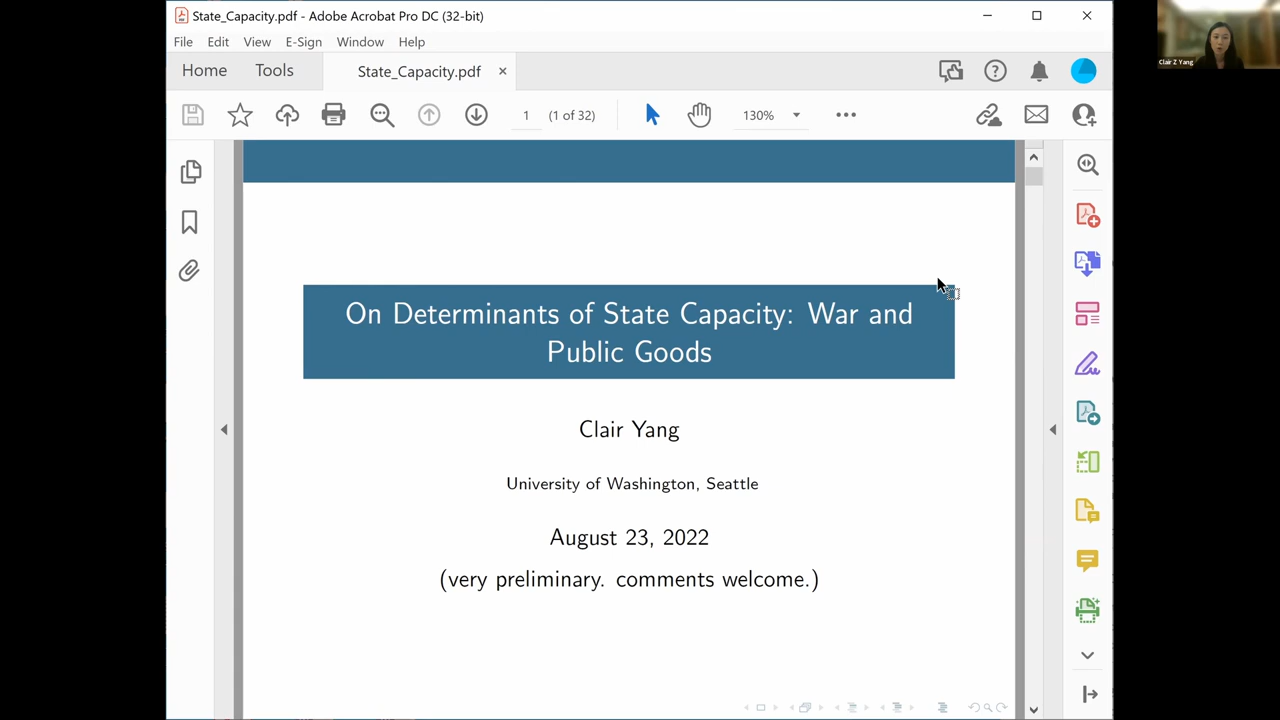 State_Capacity.pdf - Adobe Acrobat Pro DC (32-bit)
File Edit View E-Sign Window Help
Home Tools State_Capacity.pdf
1 (1 of 32) 130%
On Determinants of State Capacity: War and
Public Goods
Clair Yang
University of Washington, Seattle
August 23, 2022
(very preliminary. comments welcome.)
Clair Z Yang